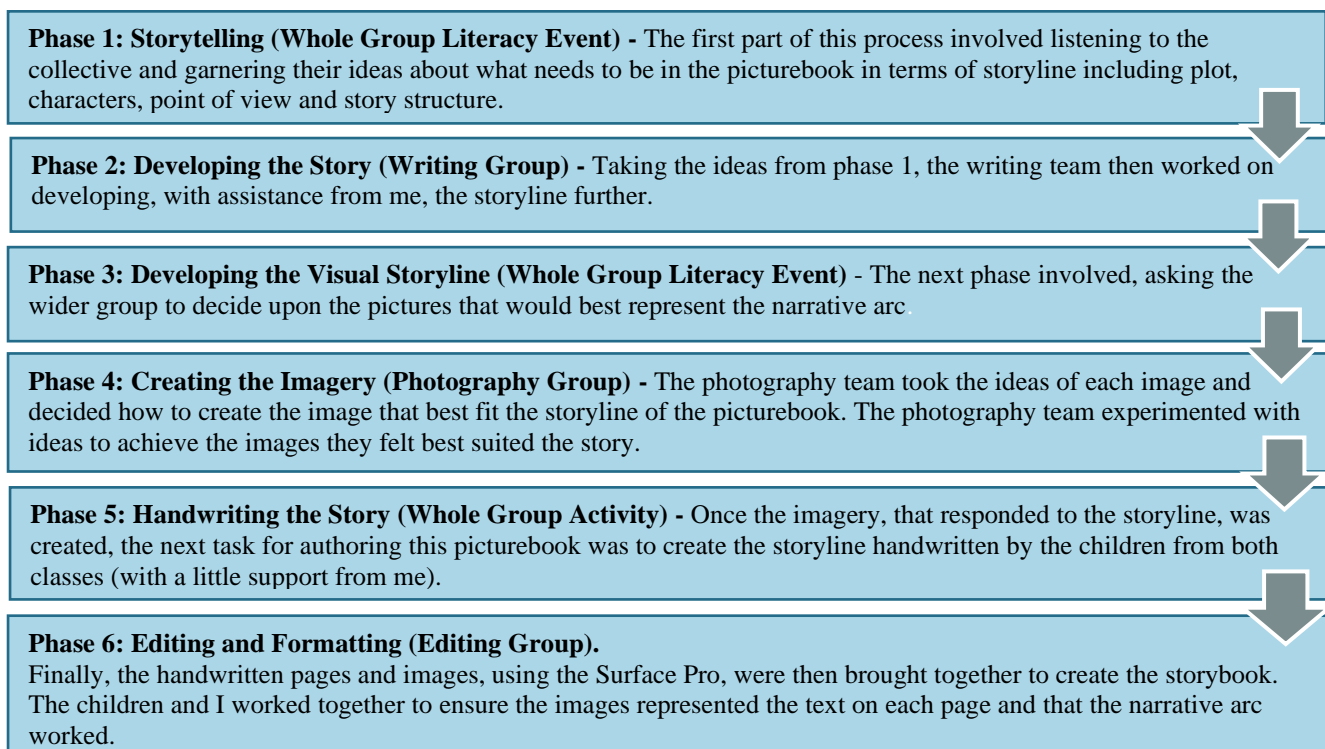 Phase 1: Storytelling (Whole Group Literacy Event) - The first part of this process involved listening to the
collective and garnering their ideas about what needs to be in the picturebook in terms of storyline including plot,
characters, point of view and story structure.
Phase 2: Developing the Story (Writing Group) - Taking the ideas from phase 1, the writing team then worked on
developing, with assistance from me, the storyline further.
Phase 3: Developing the Visual Storyline (Whole Group Literacy Event) - The next phase involved, asking the
wider group to decide upon the pictures that would best represent the narrative arc.
Phase 4: Creating the Imagery (Photography Group) - The photography team took the ideas of each image and
decided how to create the image that best fit the storyline of the picturebook. The photography team experimented with
ideas to achieve the images they felt best suited the story.
Phase 5: Handwriting the Story (Whole Group Activity) - Once the imagery, that responded to the storyline, was
created, the next task for authoring this picturebook was to create the storyline handwritten by the children from both
classes (with a little support from me).
Phase 6: Editing and Formatting (Editing Group).
Finally, the handwritten pages and images, using the Surface Pro, were then brought together to create the storybook.
The children and I worked together to ensure the images represented the text on each page and that the narrative arc
worked.